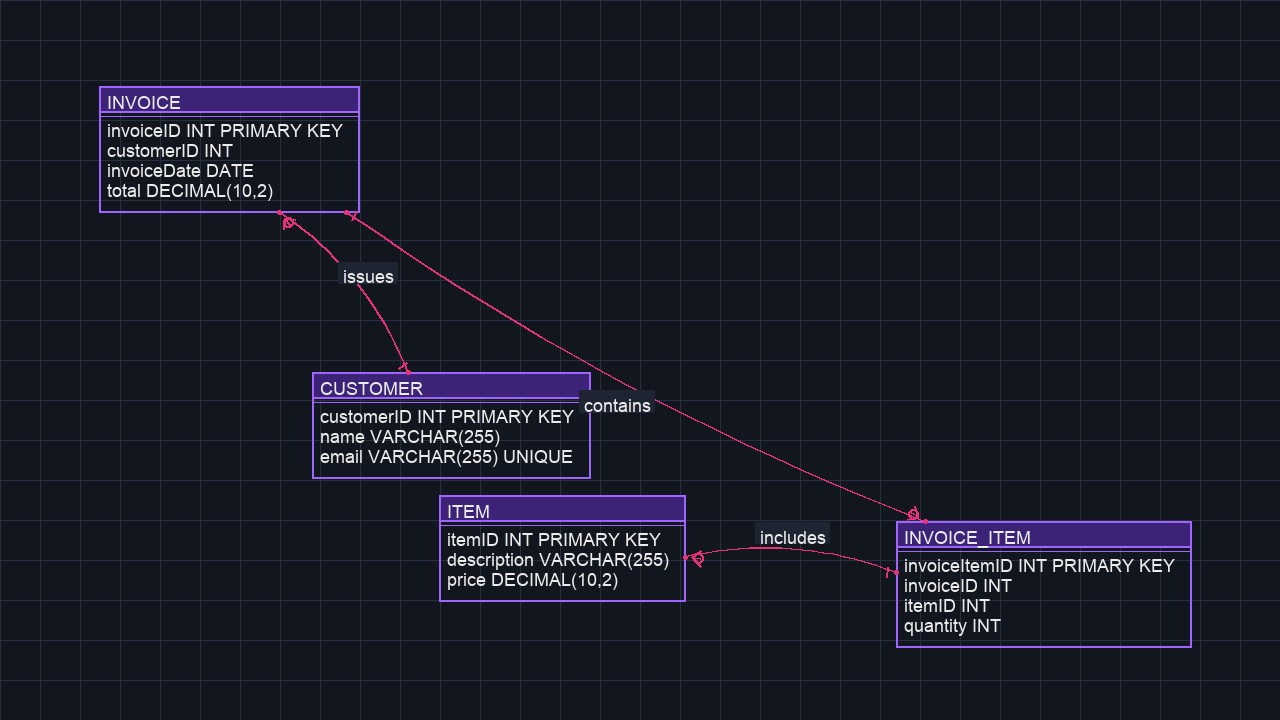 INVOICE
invoiceID INT PRIMARY KEY
customerID INT
invoiceDate DATE
total DECIMAL(10,2)
issues
CUSTOMER
customerID INT PRIMARY KEY
name VARCHAR(255)
email VARCHAR(255) UNIQUE
contains
ITEM
itemID INT PRIMARY KEY
description VARCHAR(255)
price DECIMAL(10,2)
includes
INVOICE_ITEM
invoiceItemID INT PRIMARY KEY
invoiceID INT
itemID INT
quantity INT